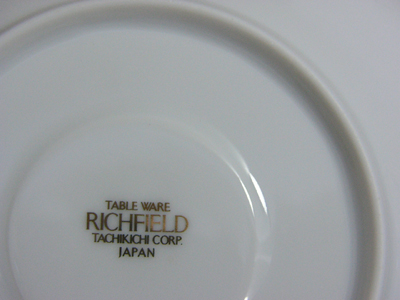 TABLE WARE
RICHFIELD
TACHIKICHI CORP.
JAPAN